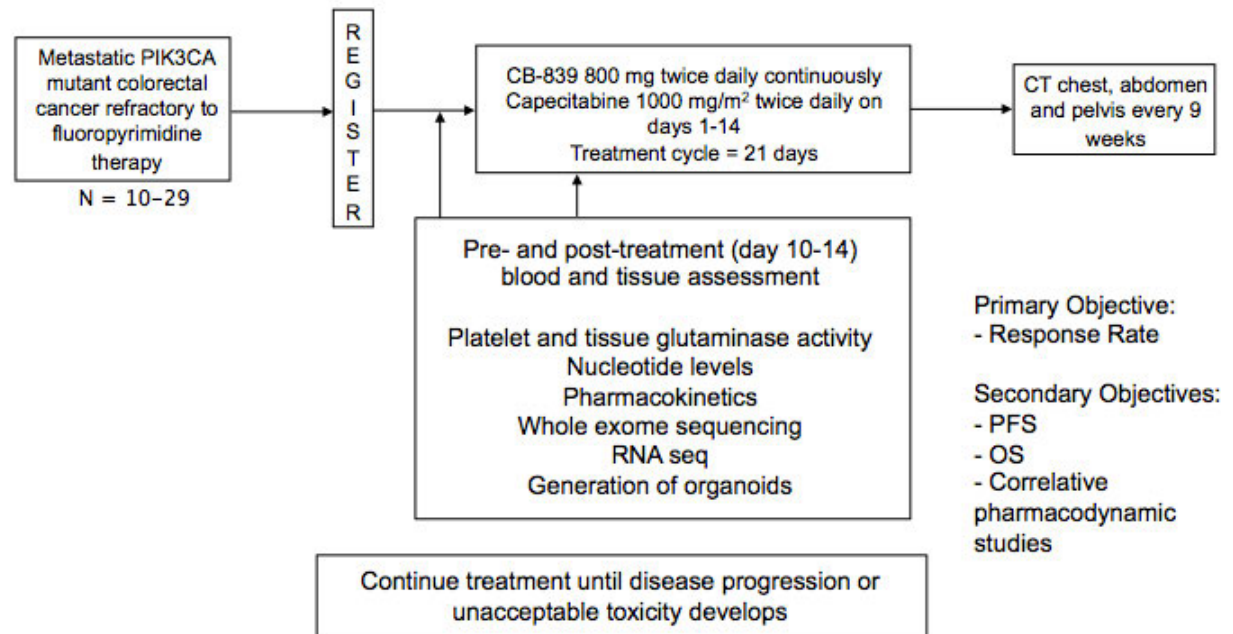 Metastatic PIK3CA
mutant colorectal
cancer refractory to
fluoropyrimidine
therapy
N = 10-29
R
E
G
I
S
T
E
R
CB-839 800 mg twice daily continuously
Capecitabine 1000 mg/m² twice daily on
days 1-14
Treatment cycle = 21 days
CT chest, abdomen
and pelvis every 9
weeks
Pre- and post-treatment (day 10-14)
blood and tissue assessment
Platelet and tissue glutaminase activity
Nucleotide levels
Pharmacokinetics
Whole exome sequencing
RNA seq
Generation of organoids
Primary Objective:
- Response Rate
Secondary Objectives:
- PFS
- OS
- Correlative
pharmacodynamic
studies
Continue treatment until disease progression or
unacceptable toxicity develops